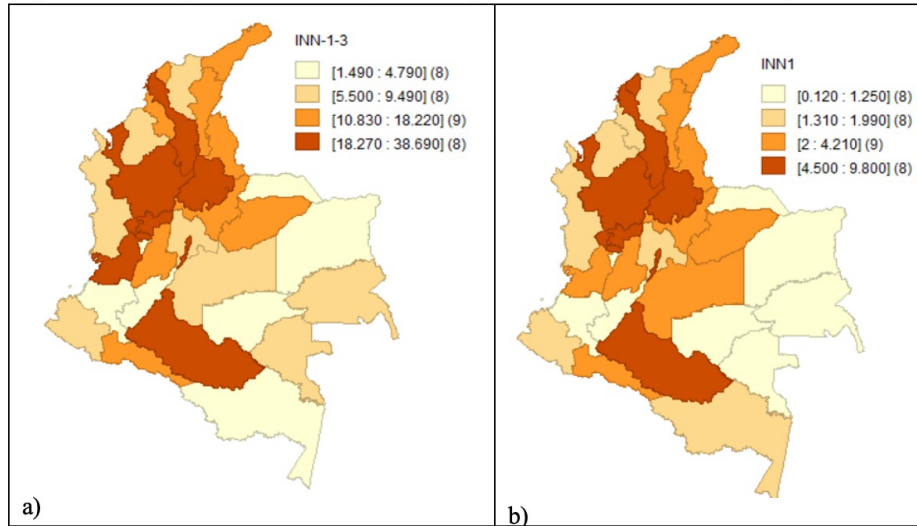 INN-1-3
[1.490 : 4.790] (8)
[5.500 : 9.490] (8)
[10.830 : 18.220] (9)
[18.270 : 38.690] (8)
a)
INN1
[0.120 : 1.250] (8)
[1.310 : 1.990] (8)
[2 : 4.210] (9)
[4.500 : 9.800] (8)
b)